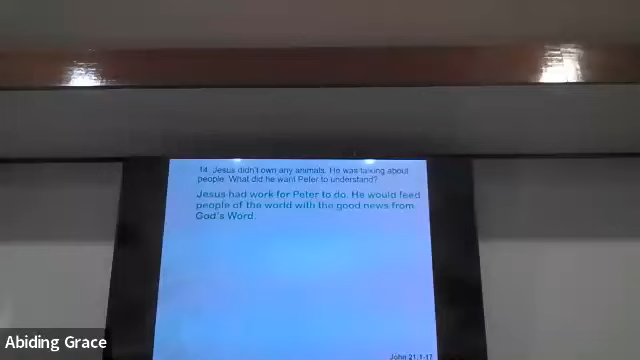 14. Jesus didn't own any animals. He was talking about
people. What did he want Peter to understand?
Jesus had work for Peter to do. He would feed
people of the world with the good news from
God's Word.
John 21:1-17
Abiding Grace